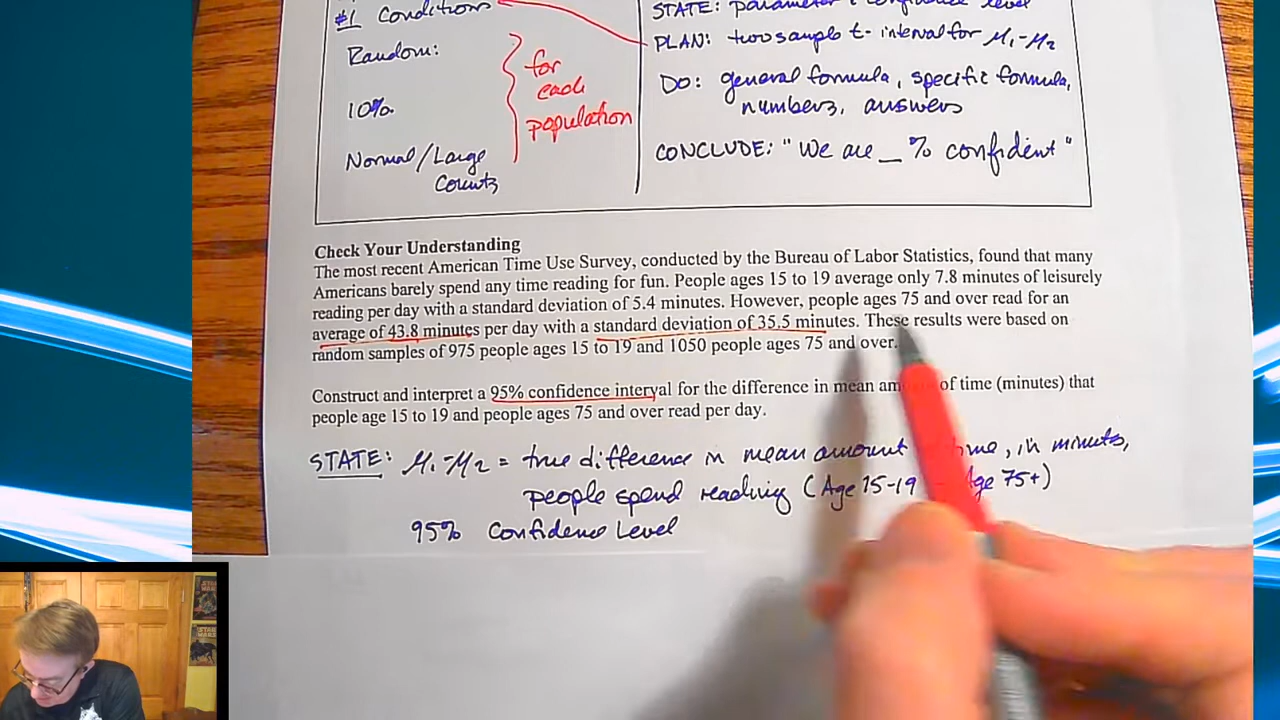 #1 Conditions
Random:
10%
Normal/Large
Counts
for
each
population
STATE: parameter & confidence level
PLAN: two sample t-interval for μ₁-μ₂
DO: general formula, specific formula,
numbers, answers
CONCLUDE: "We are _ % confident"
Check Your Understanding
The most recent American Time Use Survey, conducted by the Bureau of Labor Statistics, found that many
Americans barely spend any time reading for fun. People ages 15 to 19 average only 7.8 minutes of leisurely
reading per day with a standard deviation of 5.4 minutes. However, people ages 75 and over read for an
average of 43.8 minutes per day with a standard deviation of 35.5 minutes. These results were based on
random samples of 975 people ages 15 to 19 and 1050 people ages 75 and over.
Construct and interpret a 95% confidence interval for the difference in mean of time (minutes) that
people age 15 to 19 and people ages 75 and over read per day.
STATE: μ₁-μ₂ = true difference in mean amount , in minutes,
people spend reading (Age 15-19 Age 75+)
95% Confidence Level
STAR
WARS
STAR
WARS